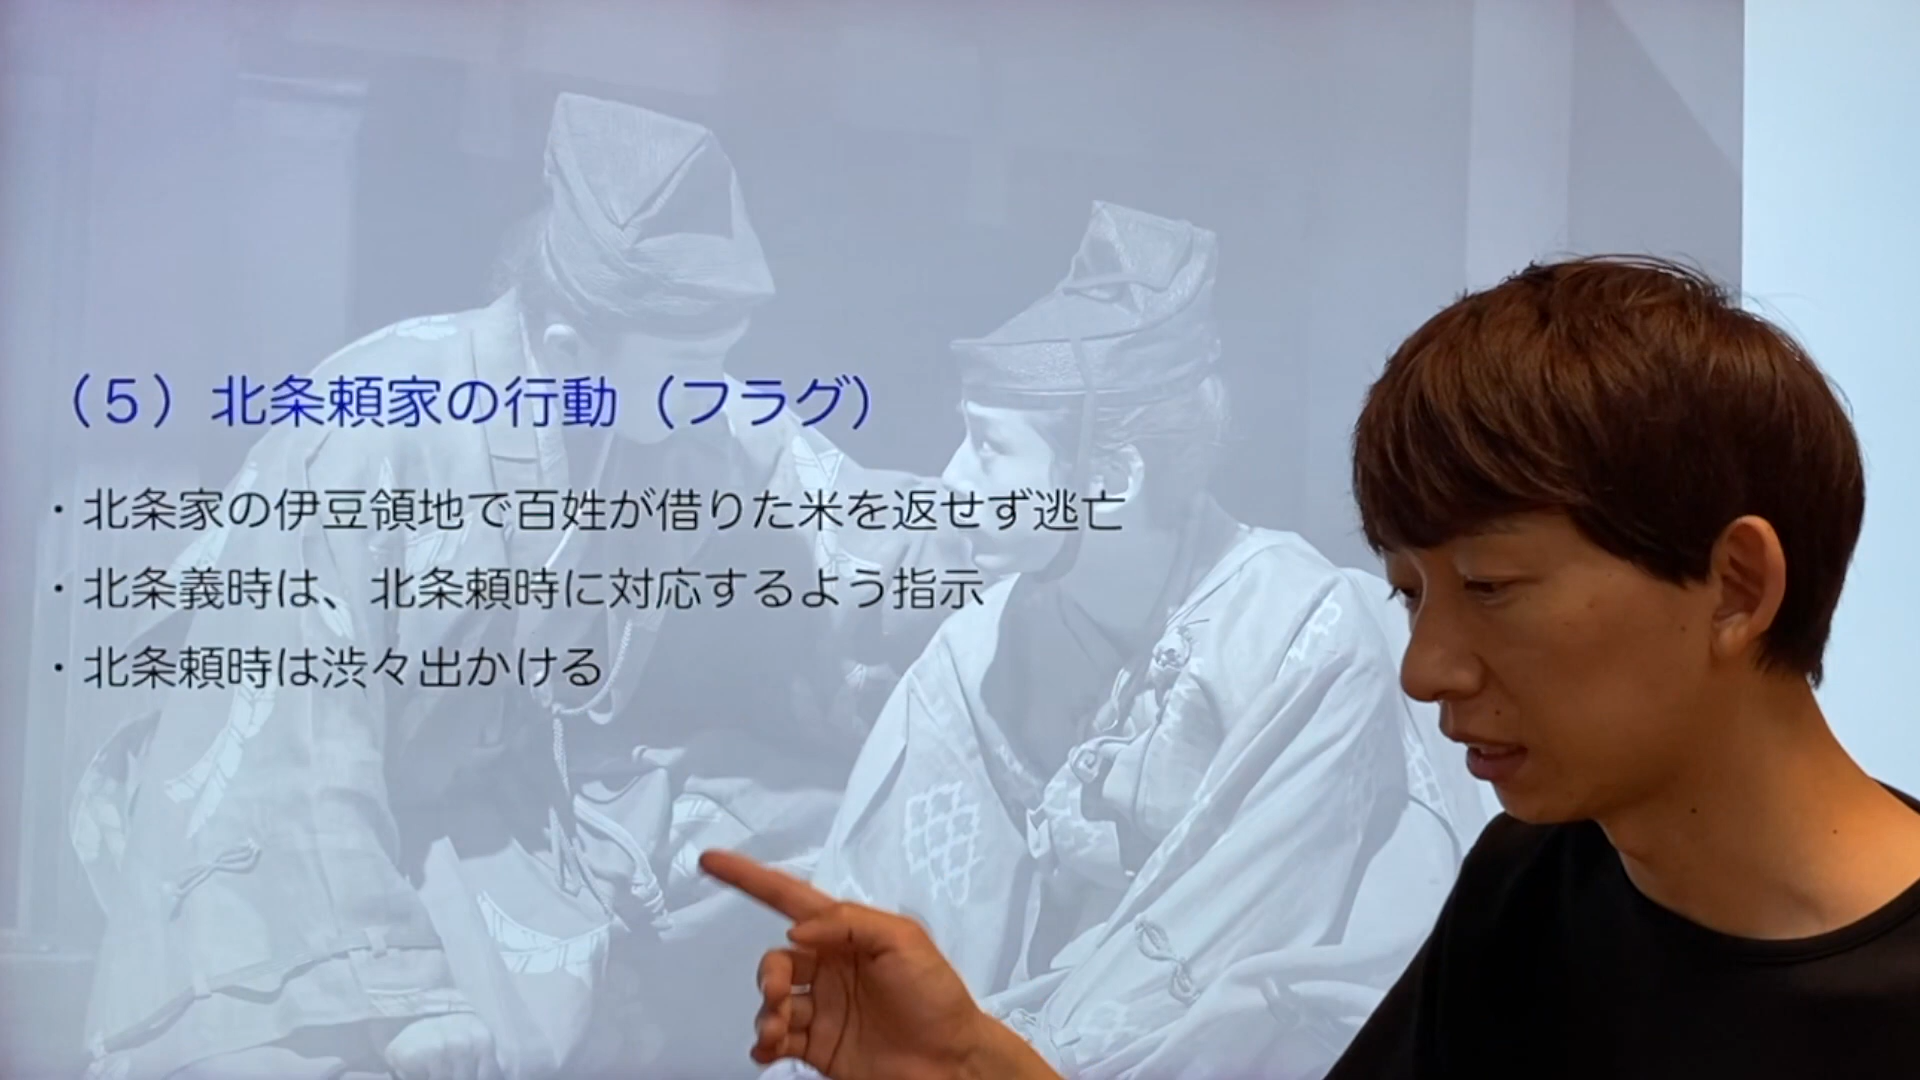 （５）北条頼家の行動（フラグ）
・北条家の伊豆領地で百姓が借りた米を返せず逃亡
・北条義時は、北条頼時に対応するよう指示
・北条頼時は渋々出かける